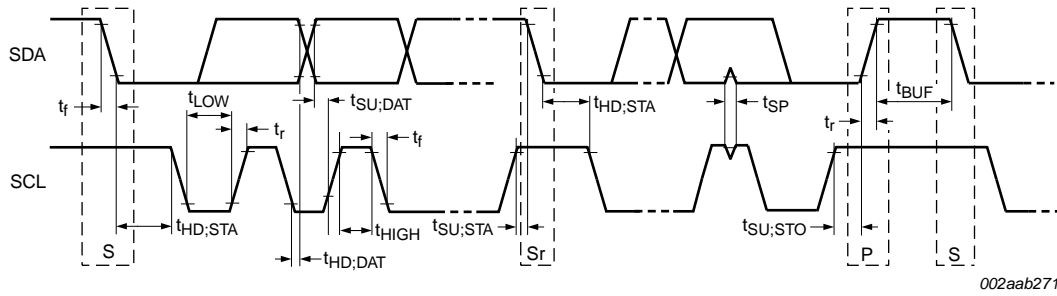 SDA
t_f
t_LOW
t_r
t_SU;DAT
t_f
t_HD;STA
t_SP
t_r
t_BUF
SCL
S
t_HD;STA
t_HD;DAT
t_HIGH
t_SU;STA
Sr
t_SU;STO
P
S
002aab271